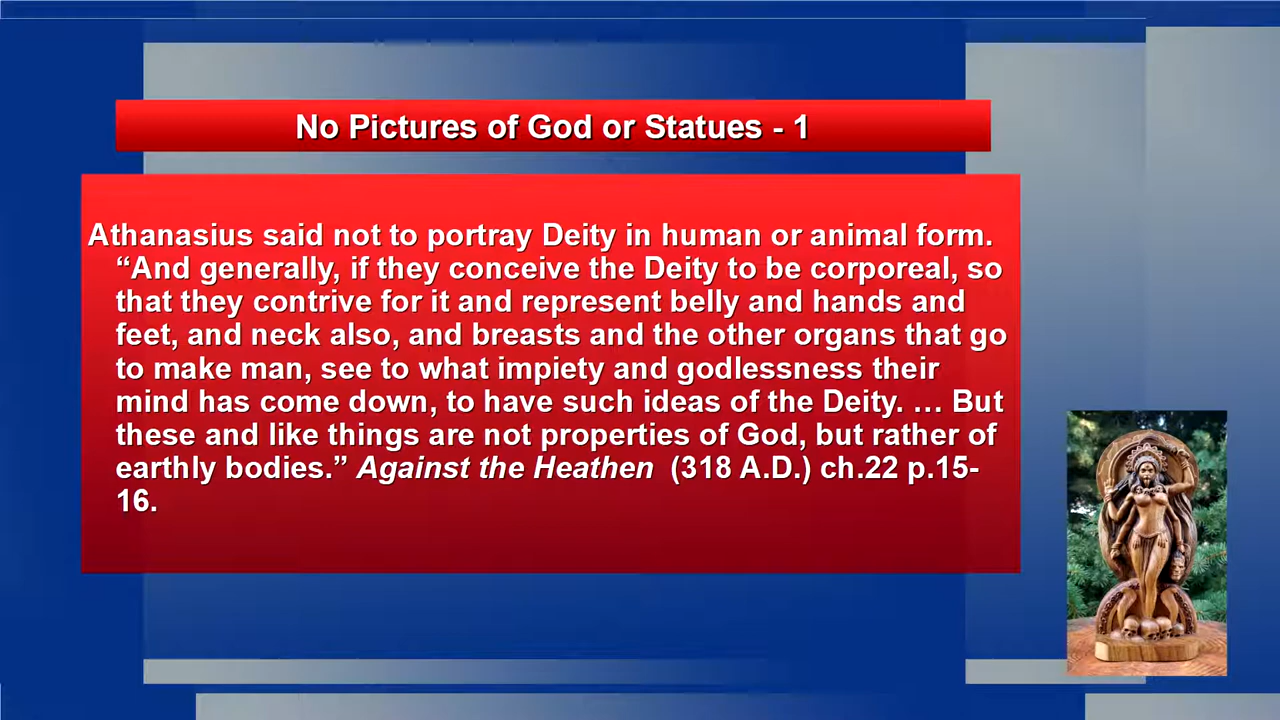 No Pictures of God or Statues - 1
Athanasius said not to portray Deity in human or animal form.
“And generally, if they conceive the Deity to be corporeal, so
that they contrive for it and represent belly and hands and
feet, and neck also, and breasts and the other organs that go
to make man, see to what impiety and godlessness their
mind has come down, to have such ideas of the Deity. … But
these and like things are not properties of God, but rather of
earthly bodies.” Against the Heathen (318 A.D.) ch.22 p.15-
16.